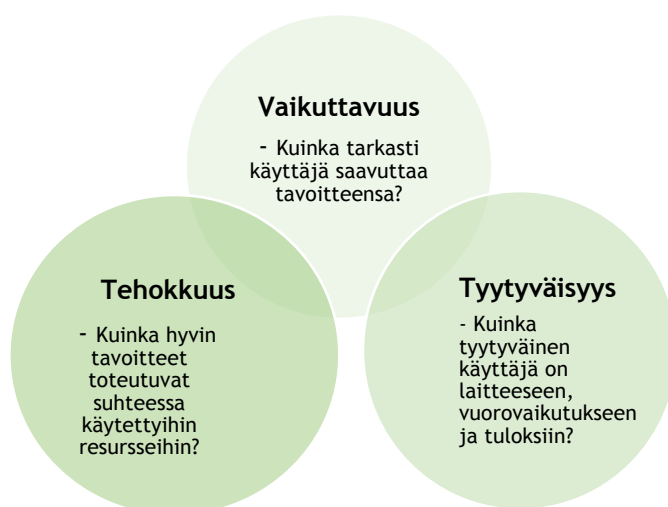 Vaikuttavuus
- Kuinka tarkasti
käyttäjä saavuttaa
tavoitteensa?
Tehokkuus
- Kuinka hyvin
tavoitteet
toteutuvat
suhteessa
käytettyihin
resursseihin?
Tyytyväisyys
- Kuinka
tyytyväinen
käyttäjä on
laitteeseen,
vuorovaikutukseen
ja tuloksiin?